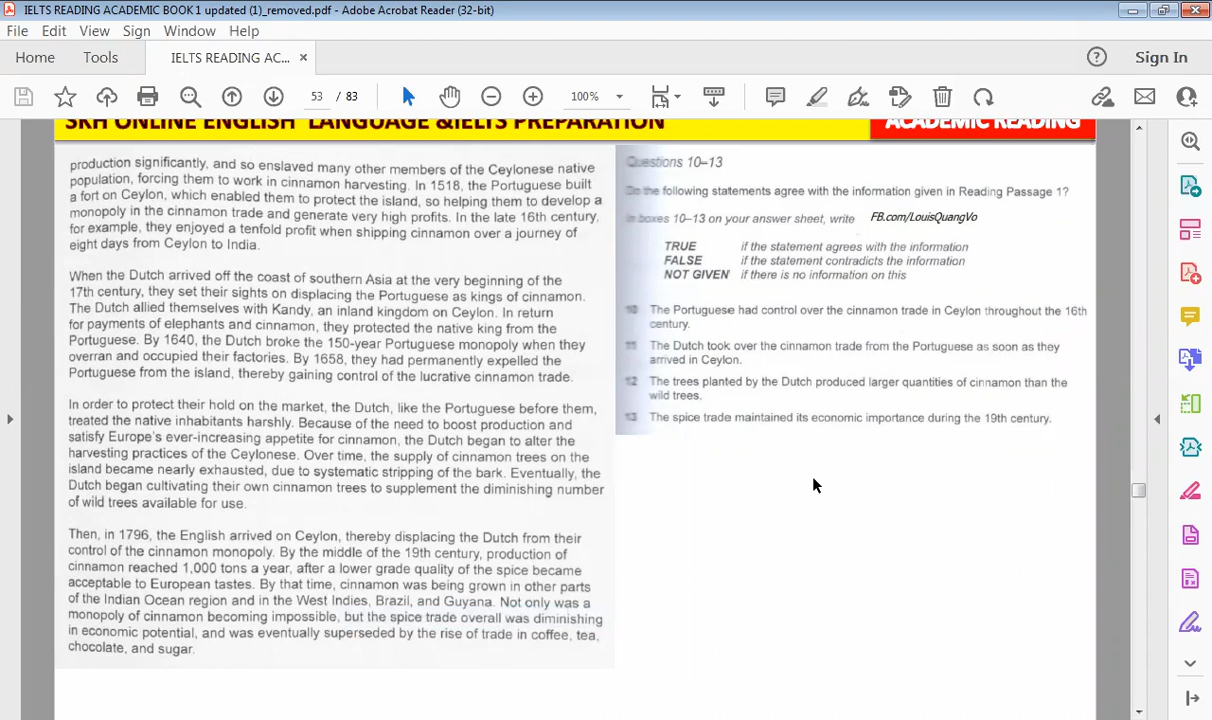 IELTS READING ACADEMIC BOOK 1 updated (1)_removed.pdf - Adobe Acrobat Reader (32-bit)
File Edit View Sign Window Help
Home Tools IELTS READING AC... × Sign In
53 / 83 100%
SKH ONLINE ENGLISH LANGUAGE &IELTS PREPARATION
ACADEMIC READING
production significantly, and so enslaved many other members of the Ceylonese native
population, forcing them to work in cinnamon harvesting. In 1518, the Portuguese built
a fort on Ceylon, which enabled them to protect the island, so helping them to develop a
monopoly in the cinnamon trade and generate very high profits. In the late 16th century,
for example, they enjoyed a tenfold profit when shipping cinnamon over a journey of
eight days from Ceylon to India.
When the Dutch arrived off the coast of southern Asia at the very beginning of the
17th century, they set their sights on displacing the Portuguese as kings of cinnamon.
The Dutch allied themselves with Kandy, an inland kingdom on Ceylon. In return
for payments of elephants and cinnamon, they protected the native king from the
Portuguese. By 1640, the Dutch broke the 150-year Portuguese monopoly when they
overran and occupied their factories. By 1658, they had permanently expelled the
Portuguese from the island, thereby gaining control of the lucrative cinnamon trade.
In order to protect their hold on the market, the Dutch, like the Portuguese before them,
treated the native inhabitants harshly. Because of the need to boost production and
satisfy Europe's ever-increasing appetite for cinnamon, the Dutch began to alter the
harvesting practices of the Ceylonese. Over time, the supply of cinnamon trees on the
island became nearly exhausted, due to systematic stripping of the bark. Eventually, the
Dutch began cultivating their own cinnamon trees to supplement the diminishing number
of wild trees available for use.
Then, in 1796, the English arrived on Ceylon, thereby displacing the Dutch from their
control of the cinnamon monopoly. By the middle of the 19th century, production of
cinnamon reached 1,000 tons a year, after a lower grade quality of the spice became
acceptable to European tastes. By that time, cinnamon was being grown in other parts
of the Indian Ocean region and in the West Indies, Brazil, and Guyana. Not only was a
monopoly of cinnamon becoming impossible, but the spice trade overall was diminishing
in economic potential, and was eventually superseded by the rise of trade in coffee, tea,
chocolate, and sugar.
Questions 10–13
Do the following statements agree with the information given in Reading Passage 1?
In boxes 10–13 on your answer sheet, write FB.com/LouisQuangVo
TRUE if the statement agrees with the information
FALSE if the statement contradicts the information
NOT GIVEN if there is no information on this
10 The Portuguese had control over the cinnamon trade in Ceylon throughout the 16th
century.
11 The Dutch took over the cinnamon trade from the Portuguese as soon as they
arrived in Ceylon.
12 The trees planted by the Dutch produced larger quantities of cinnamon than the
wild trees.
13 The spice trade maintained its economic importance during the 19th century.